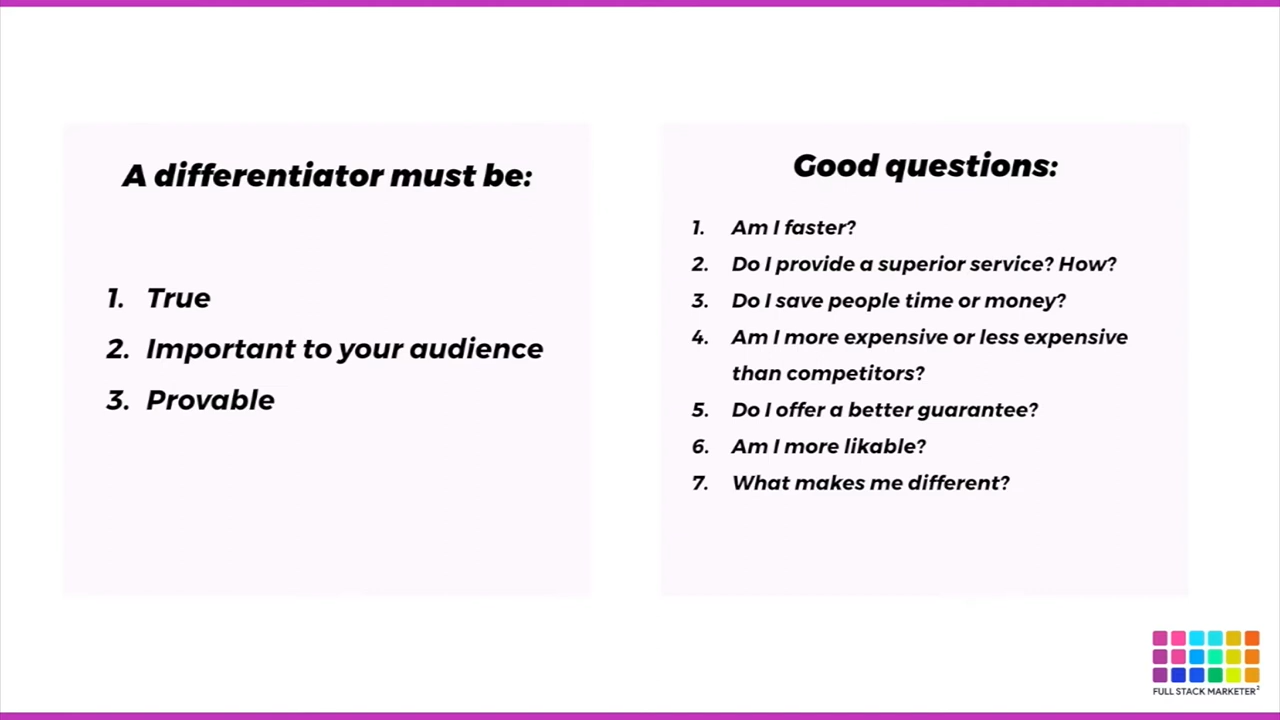 A differentiator must be:
1. True
2. Important to your audience
3. Provable
Good questions:
1. Am I faster?
2. Do I provide a superior service? How?
3. Do I save people time or money?
4. Am I more expensive or less expensive
than competitors?
5. Do I offer a better guarantee?
6. Am I more likable?
7. What makes me different?
FULL STACK MARKETER²